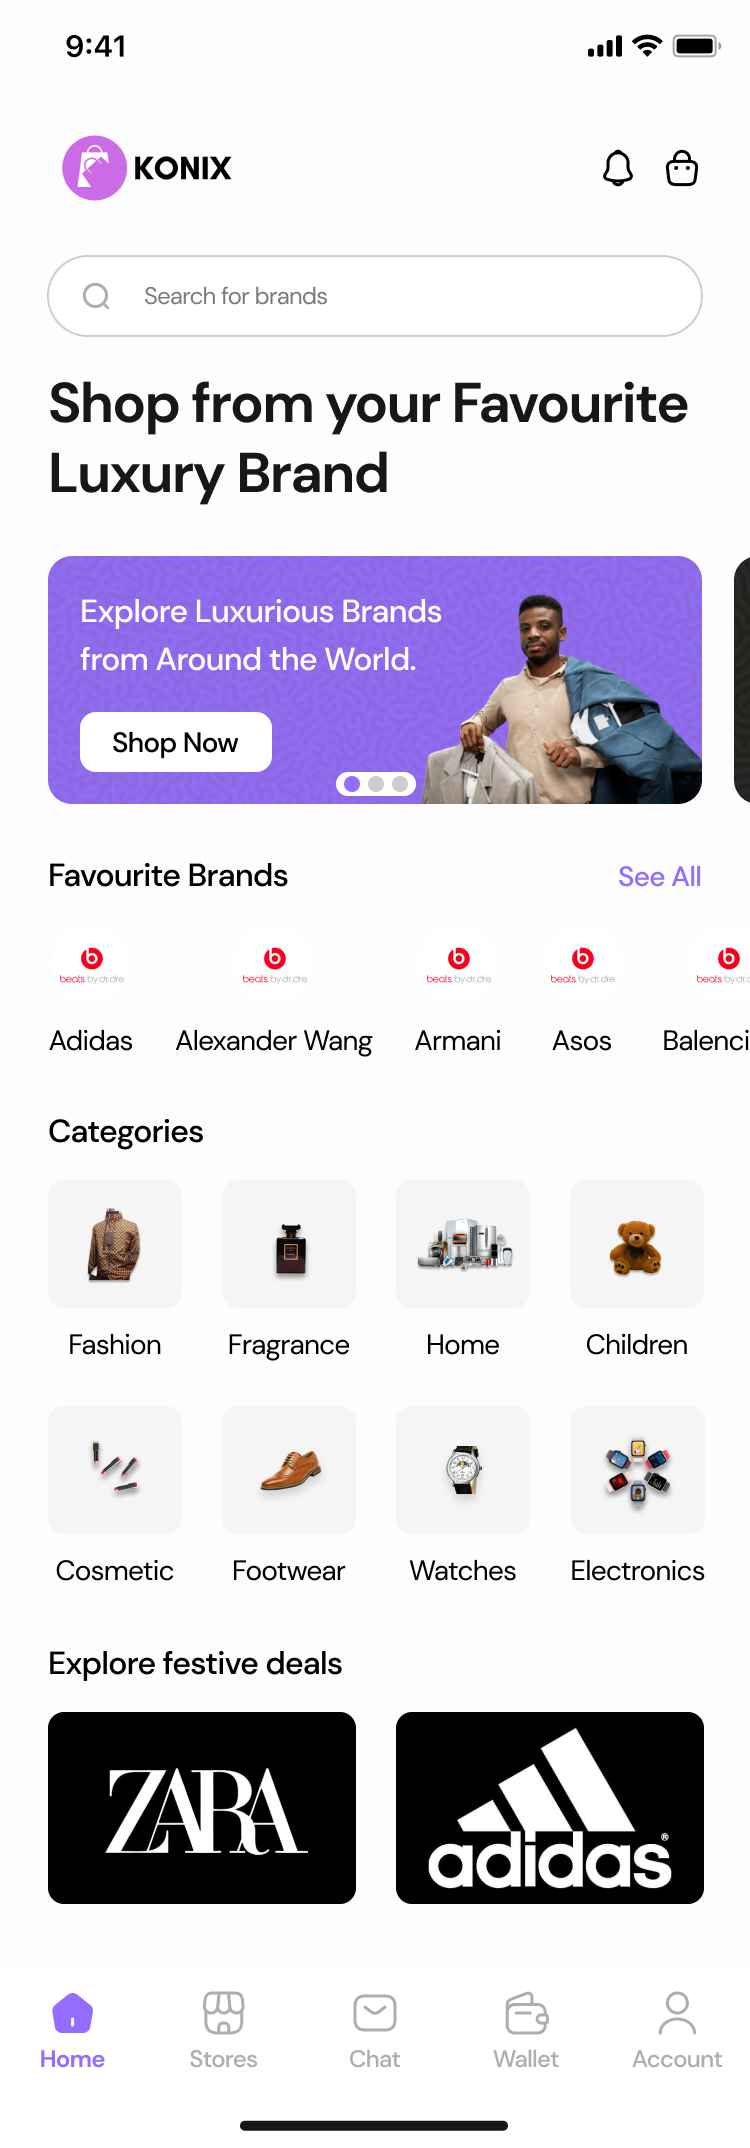 9:41
KONIX
Search for brands
Shop from your Favourite
Luxury Brand
Explore Luxurious Brands
from Around the World.
Shop Now
Favourite Brands
See All
b b b b b
beats by dr.dre beats by dr.dre beats by dr.dre beats by dr.dre beats by dr.d
Adidas Alexander Wang Armani Asos Balenci
Categories
Fashion Fragrance Home Children
Cosmetic Footwear Watches Electronics
Explore festive deals
ZARA adidas®
Home Stores Chat Wallet Account